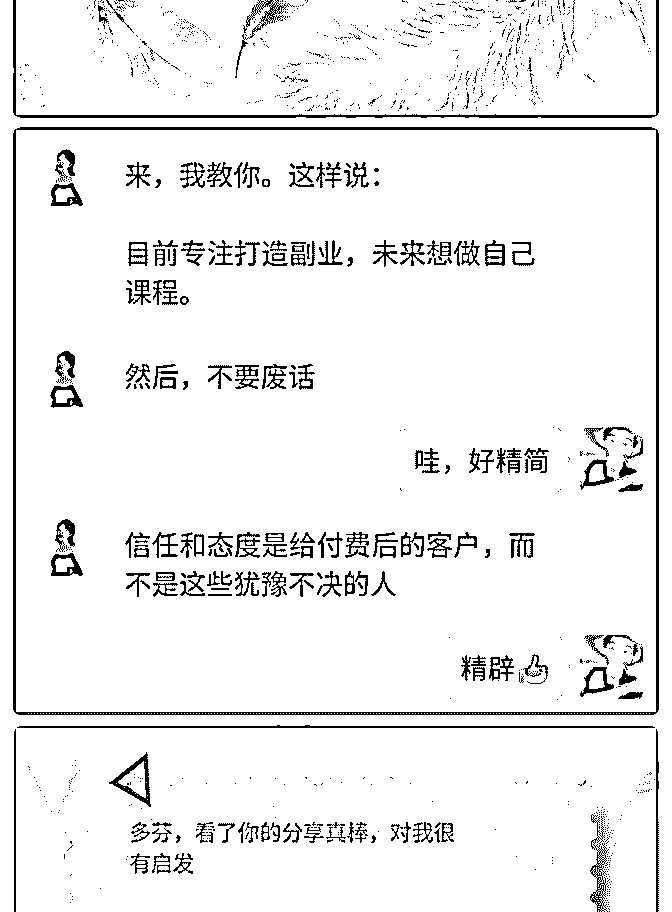 来，我教你。这样说：
目前专注打造副业，未来想做自己
课程。
然后，不要废话
哇，好精简
信任和态度是给付费后的客户，而
不是这些犹豫不决的人
精辟👍
多芬，看了你的分享真棒，对我很
有启发